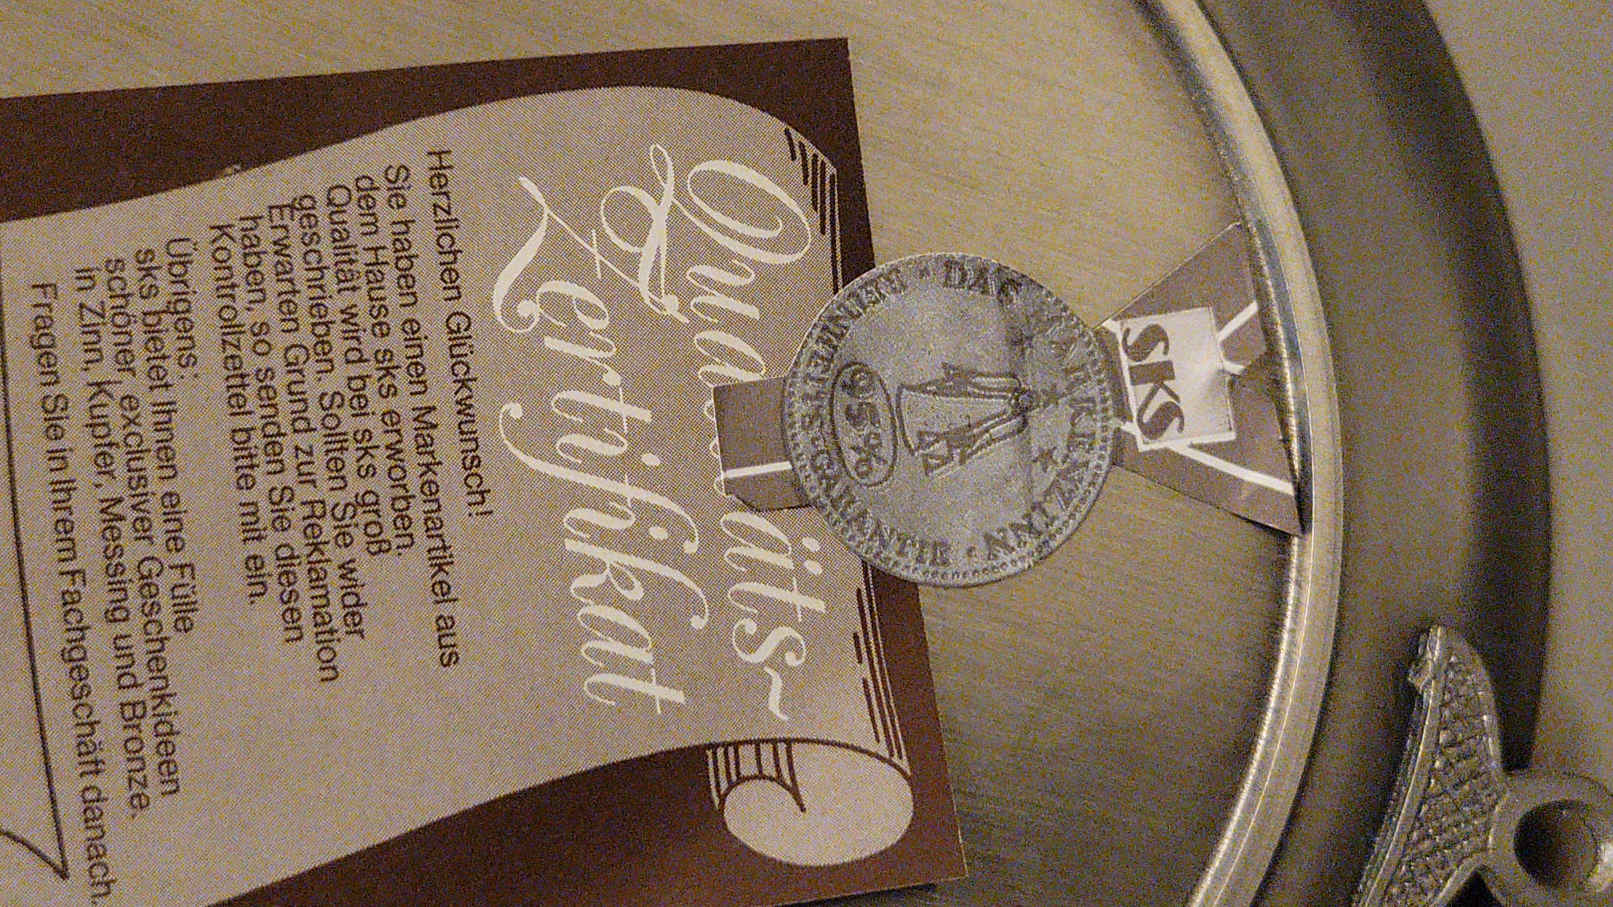 SKS
DAS MARKENZINN
STEINIEN · GARANTIE
95%
Qualitäts-
Zertifikat
Herzlichen Glückwunsch!
Sie haben einen Markenartikel aus
dem Hause sks erworben.
Qualität wird bei sks groß
geschrieben. Sollten Sie wider
Erwarten Grund zur Reklamation
haben, so senden Sie diesen
Kontrollzettel bitte mit ein.
Übrigens:
sks bietet Ihnen eine Fülle
schöner, exclusiver Geschenkideen
in Zinn, Kupfer, Messing und Bronze.
Fragen Sie in Ihrem Fachgeschäft danach.